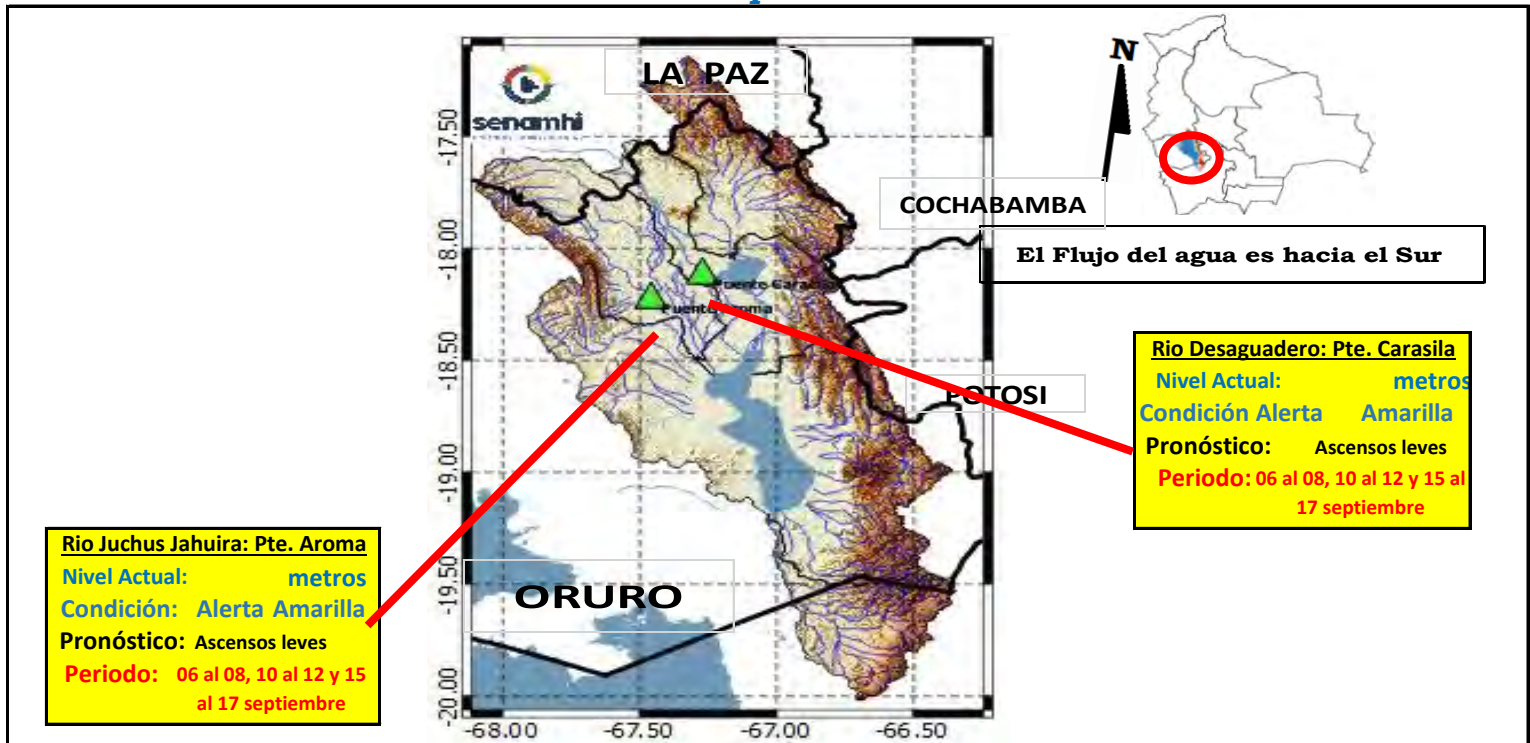 LA PAZ
senamhi
N
COCHABAMBA
El Flujo del agua es hacia el Sur
POTOSI
ORURO
Puente Aroma
-17.50
-18.00
-18.50
-19.00
-19.50
-20.00
-68.00 -67.50 -67.00 -66.50
Rio Desaguadero: Pte. Carasila
Nivel Actual: metros
Condición Alerta Amarilla
Pronóstico: Ascensos leves
Periodo: 06 al 08, 10 al 12 y 15 al
17 septiembre
Rio Juchus Jahuira: Pte. Aroma
Nivel Actual: metros
Condición: Alerta Amarilla
Pronóstico: Ascensos leves
Periodo: 06 al 08, 10 al 12 y 15
al 17 septiembre